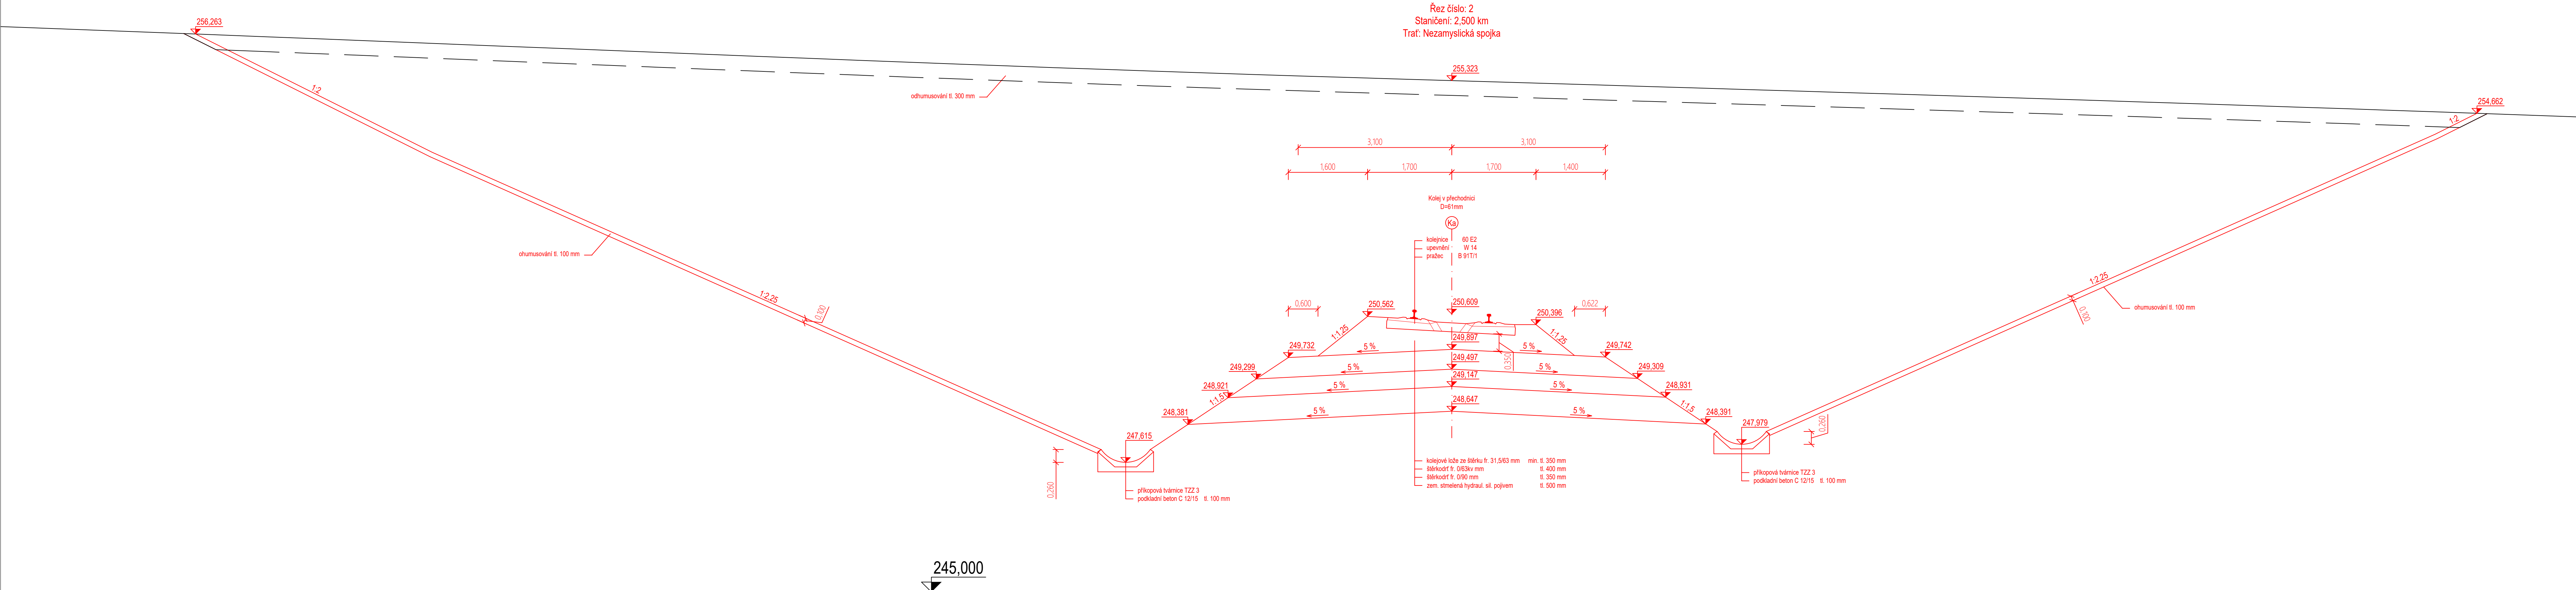 Řez číslo: 2
Staničení: 2,500 km
Trať: Nezamyslická spojka
256,263
255,323
254,662
1:2
odhumusování tl. 300 mm
1:2
3,100
3,100
1,600
1,700
1,700
1,400
Kolej v přechodnici
D=61mm
Ka
kolejnice 60 E2
upevnění W 14
pražec B 91T/1
ohumusování tl. 100 mm
1:2,25
0,100
1:2,25
0,100
ohumusování tl. 100 mm
0,600
250,562
250,609
250,396
0,622
1:1,25
1:1,25
249,732
5 %
249,897
5 %
249,742
0,350
249,299
5 %
249,497
5 %
249,309
248,921
5 %
249,147
5 %
248,931
1:1,5
1:1,5
248,381
5 %
248,647
5 %
248,391
247,615
247,979
0,260
0,260
kolejové lože ze štěrku fr. 31,5/63 mm min. tl. 350 mm
štěrkodrť fr. 0/63kv mm tl. 400 mm
štěrkodrť fr. 0/90 mm tl. 350 mm
zem. stmelená hydraul. sil. pojivem tl. 500 mm
příkopová tvárnice TZZ 3
podkladní beton C 12/15 tl. 100 mm
příkopová tvárnice TZZ 3
podkladní beton C 12/15 tl. 100 mm
245,000